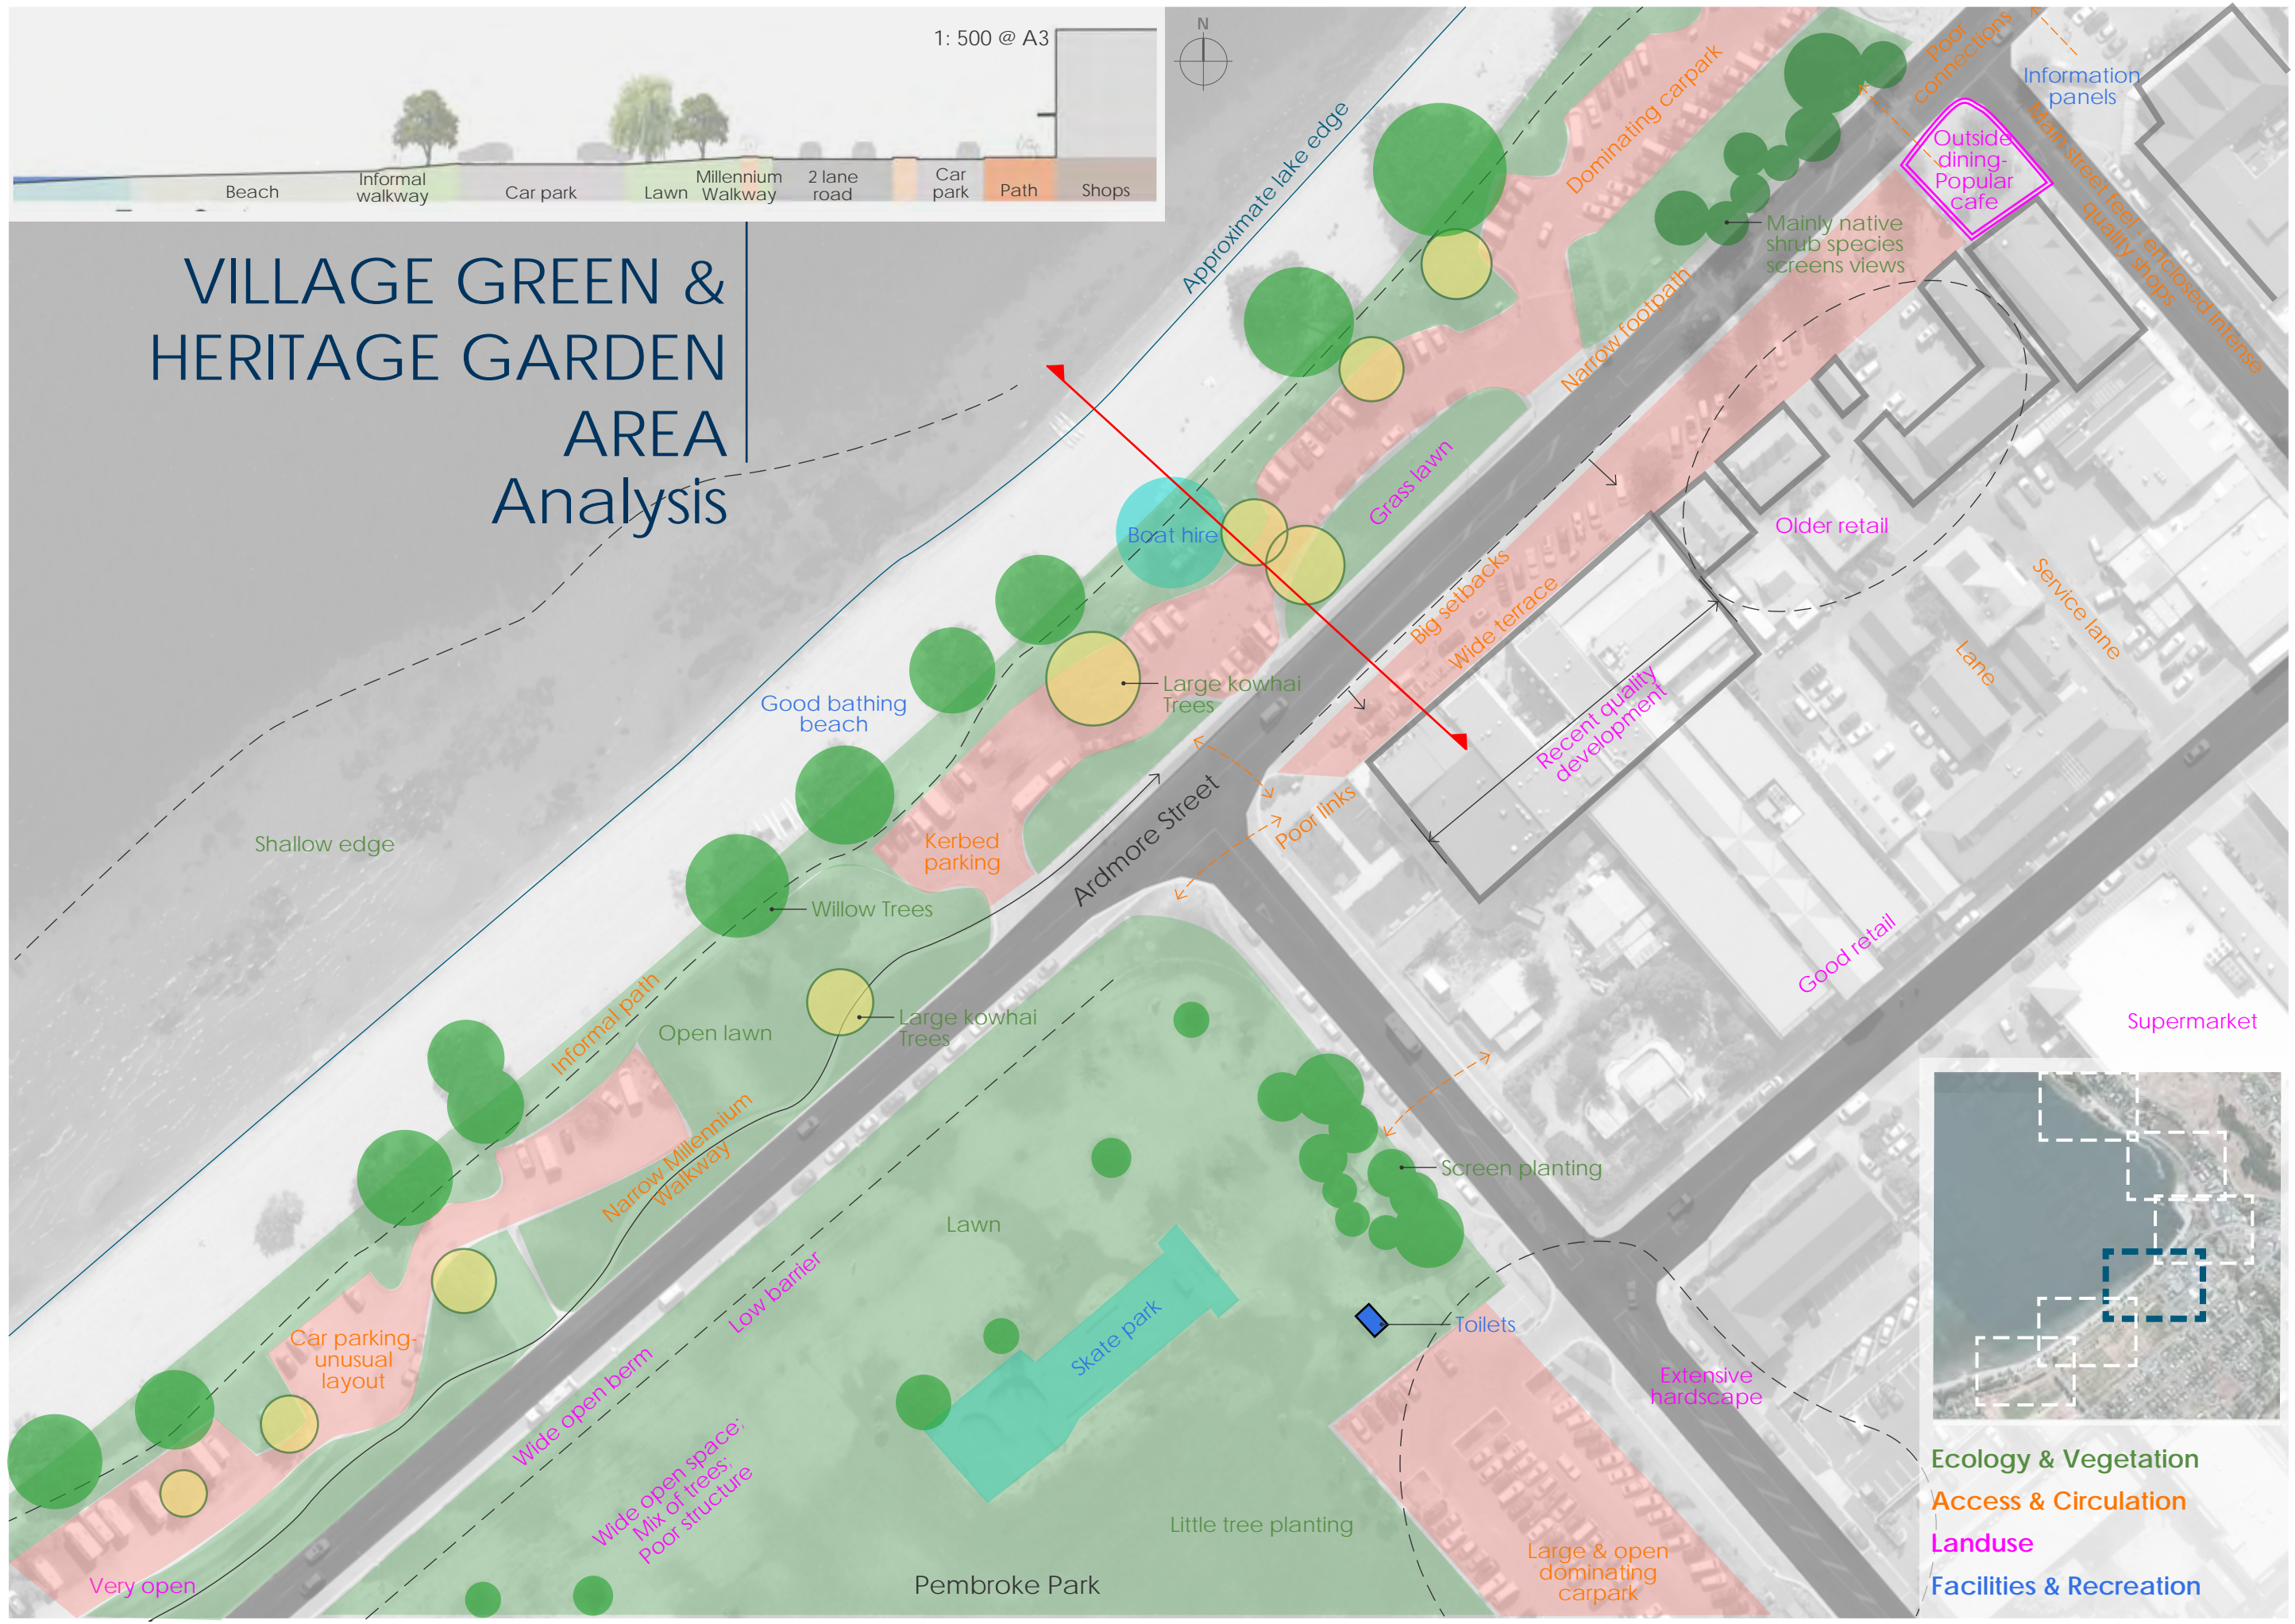 1: 500 @ A3
Beach
Informal
walkway
Car park
Lawn
Millennium
Walkway
2 lane
road
Car
park
Path
Shops
N
VILLAGE GREEN &
HERITAGE GARDEN
AREA
Analysis
Approximate lake edge
Dominating carpark
Poor
connections
Information
panels
Outside
dining-
Popular
cafe
Main street feel - enclosed intense
quality shops
Mainly native
shrub species
screens views
Narrow footpath
Grass lawn
Boat hire
Older retail
Big setbacks
Wide terrace
Service lane
Lane
Large kowhai
Trees
Recent quality
development
Good bathing
beach
Shallow edge
Kerbed
parking
Ardmore Street
Poor links
Willow Trees
Good retail
Informal path
Open lawn
Large kowhai
Trees
Supermarket
Narrow Millennium
Walkway
Screen planting
Lawn
Low barrier
Skate park
Toilets
Car parking-
unusual
layout
Wide open berm
Extensive
hardscape
Wide open space;
Mix of trees;
Poor structure
Little tree planting
Large & open
dominating
carpark
Very open
Pembroke Park
Ecology & Vegetation
Access & Circulation
Landuse
Facilities & Recreation